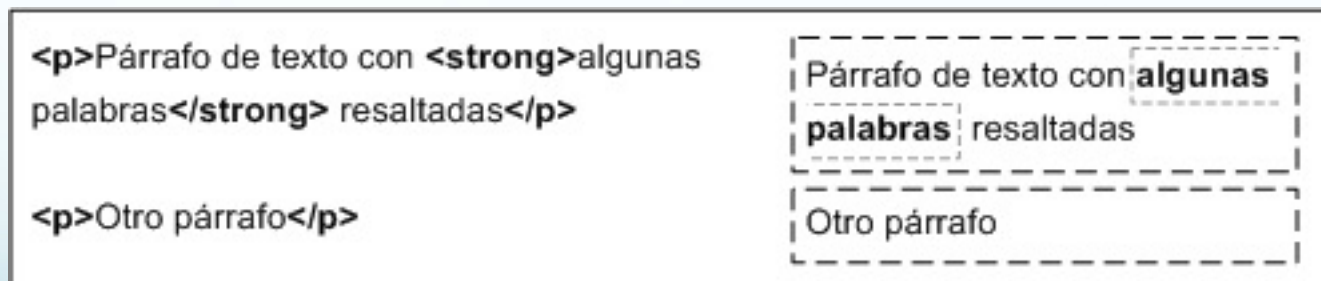 <p>Párrafo de texto con <strong>algunas
palabras</strong> resaltadas</p>
<p>Otro párrafo</p>
Párrafo de texto con algunas
palabras resaltadas
Otro párrafo